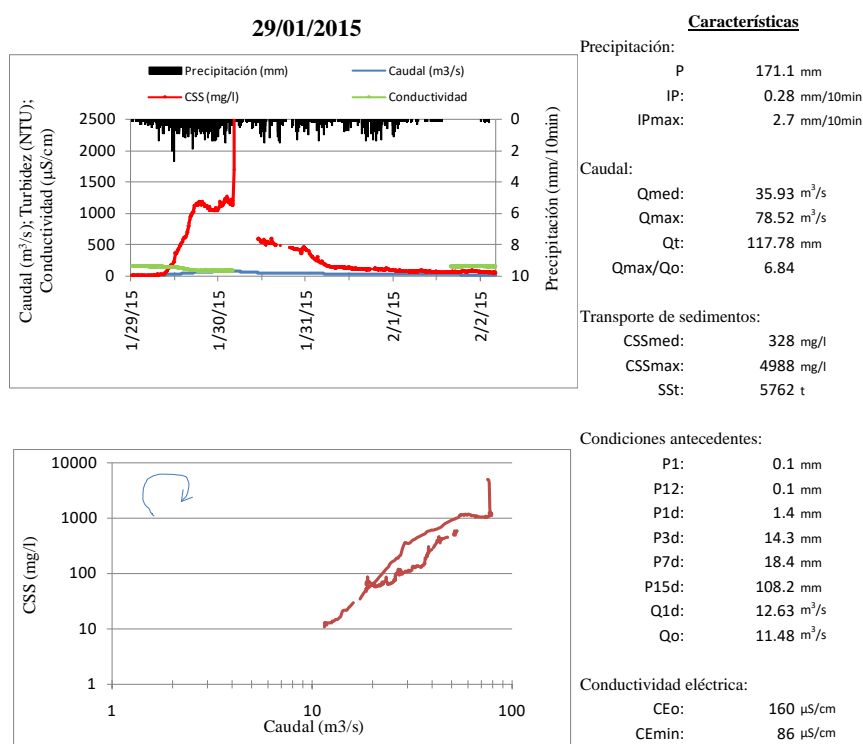 29/01/2015
Precipitación (mm)
Caudal (m3/s)
CSS (mg/l)
Conductividad
Caudal (m³/s); Turbidez (NTU);
Conductividad (µS/cm)
2500
2000
1500
1000
500
0
0
2
4
6
8
10
Precipitación (mm/10min)
1/29/15
1/30/15
1/31/15
2/1/15
2/2/15
CSS (mg/l)
10000
1000
100
10
1
1
10
100
Caudal (m3/s)
Características
Precipitación:
P 171.1 mm
IP: 0.28 mm/10min
IPmax: 2.7 mm/10min
Caudal:
Qmed: 35.93 m³/s
Qmax: 78.52 m³/s
Qt: 117.78 mm
Qmax/Qo: 6.84
Transporte de sedimentos:
CSSmed: 328 mg/l
CSSmax: 4988 mg/l
SSt: 5762 t
Condiciones antecedentes:
P1: 0.1 mm
P12: 0.1 mm
P1d: 1.4 mm
P3d: 14.3 mm
P7d: 18.4 mm
P15d: 108.2 mm
Q1d: 12.63 m³/s
Qo: 11.48 m³/s
Conductividad eléctrica:
CEo: 160 µS/cm
CEmin: 86 µS/cm